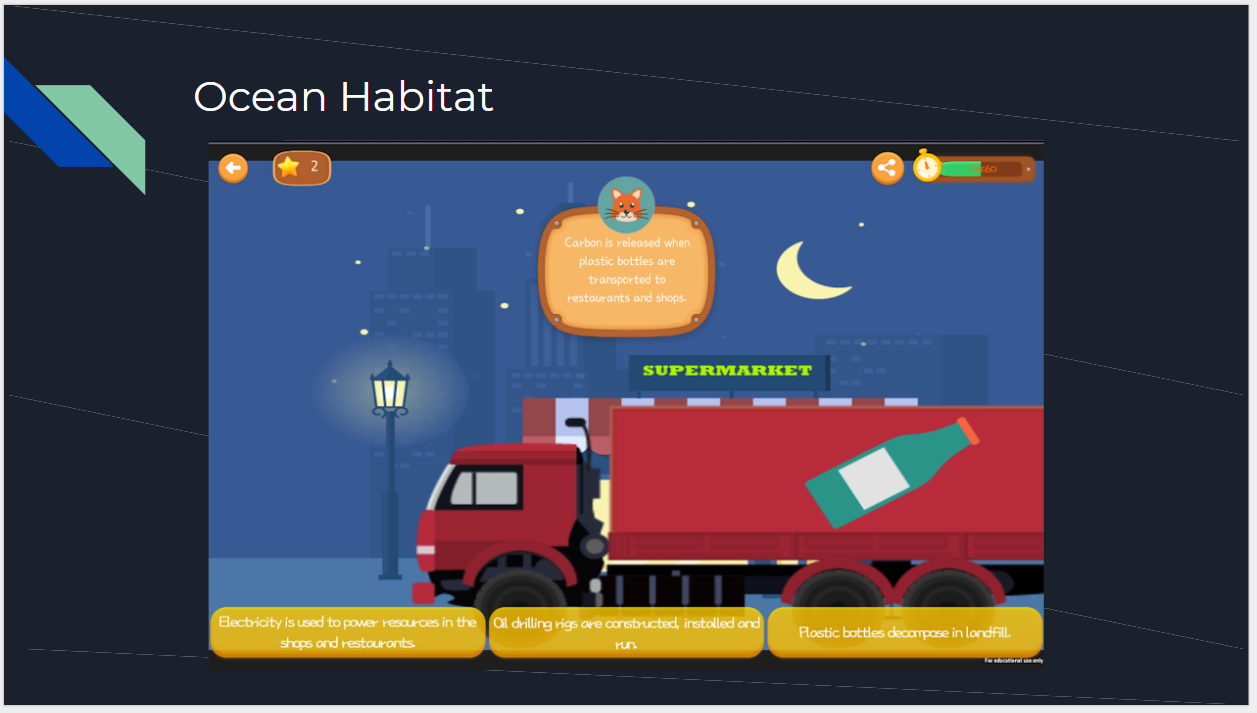 Ocean Habitat
2
Carbon is released when
plastic bottles are
transported to
restaurants and shops.
SUPERMARKET
Electricity is used to power resources in the
shops and restaurants.
Oil drilling rigs are constructed, installed and
run.
Plastic bottles decompose in landfill.
For educational use only